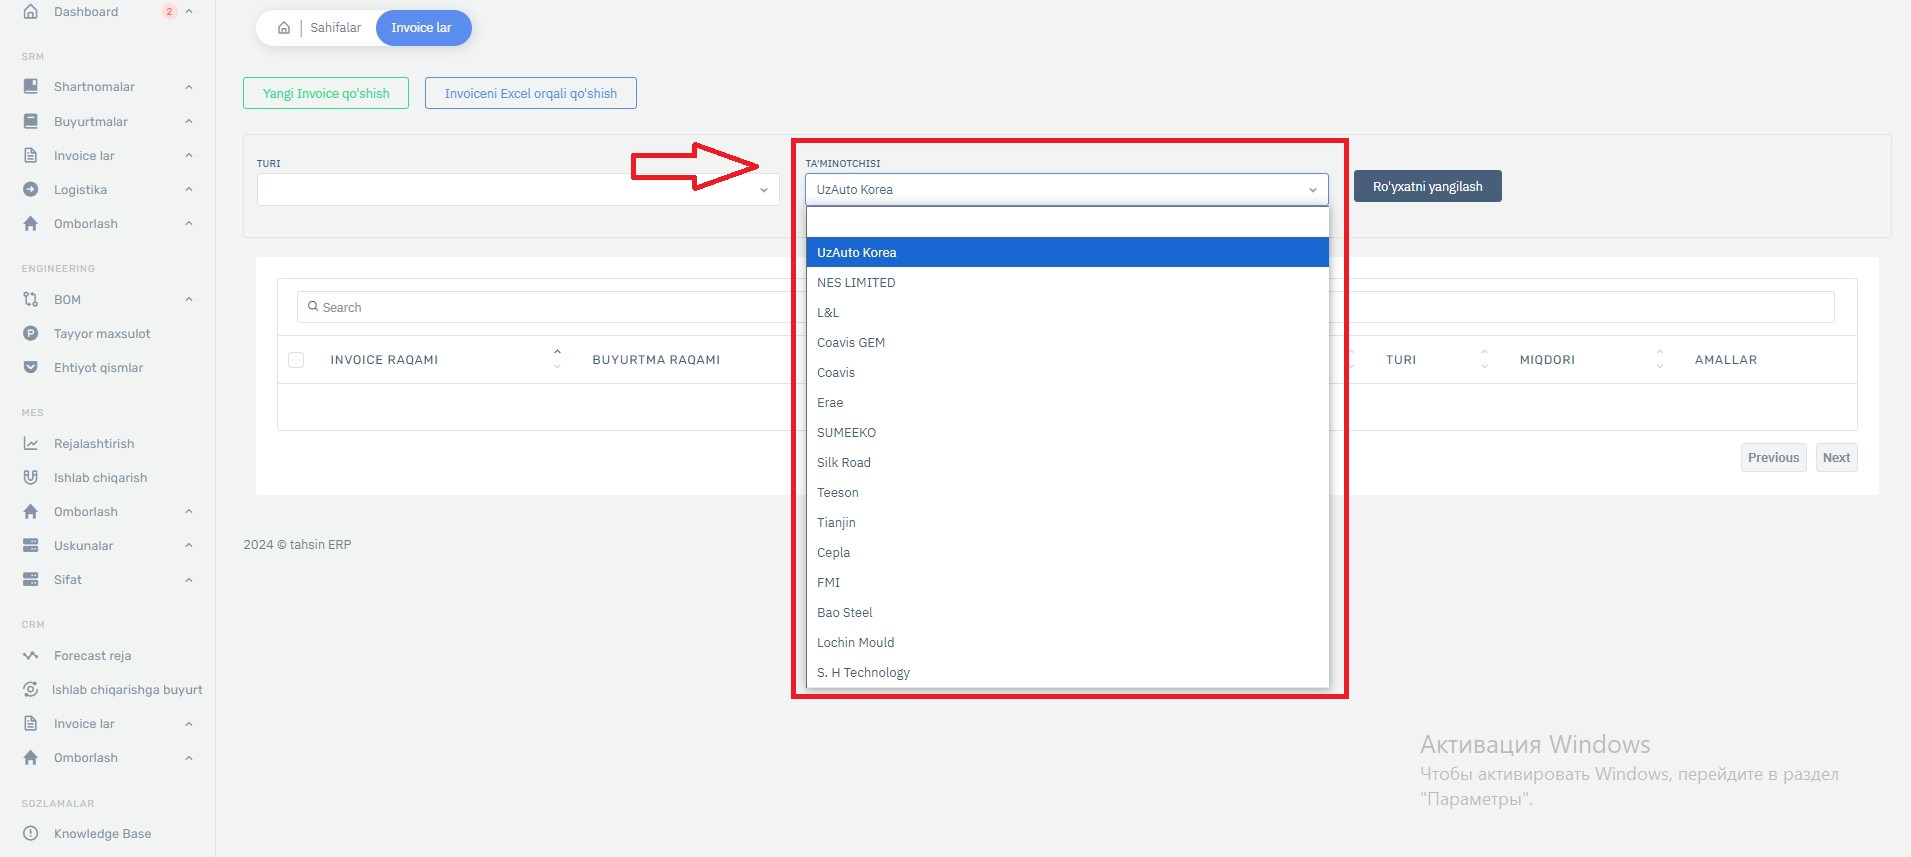 Dashboard 2
SRM
Shartnomalar
Buyurtmalar
Invoice lar
Logistika
Omborlash
ENGINEERING
BOM
Tayyor maxsulot
Ehtiyot qismlar
MES
Rejalashtirish
Ishlab chiqarish
Omborlash
Uskunalar
Sifat
CRM
Forecast reja
Ishlab chiqarishga buyurt
Invoice lar
Omborlash
SOZLAMALAR
Knowledge Base
Sahifalar Invoice lar
Yangi Invoice qo'shish Invoiceni Excel orqali qo'shish
TURI TA'MINOTCHISI
UzAuto Korea Ro'yxatni yangilash
UzAuto Korea
NES LIMITED
L&L
Coavis GEM
Coavis
Erae
SUMEEKO
Silk Road
Teeson
Tianjin
Cepla
FMI
Bao Steel
Lochin Mould
S. H Technology
Search
INVOICE RAQAMI BUYURTMA RAQAMI TURI MIQDORI AMALLAR
Previous Next
2024 © tahsin ERP
Активация Windows
Чтобы активировать Windows, перейдите в раздел
"Параметры".